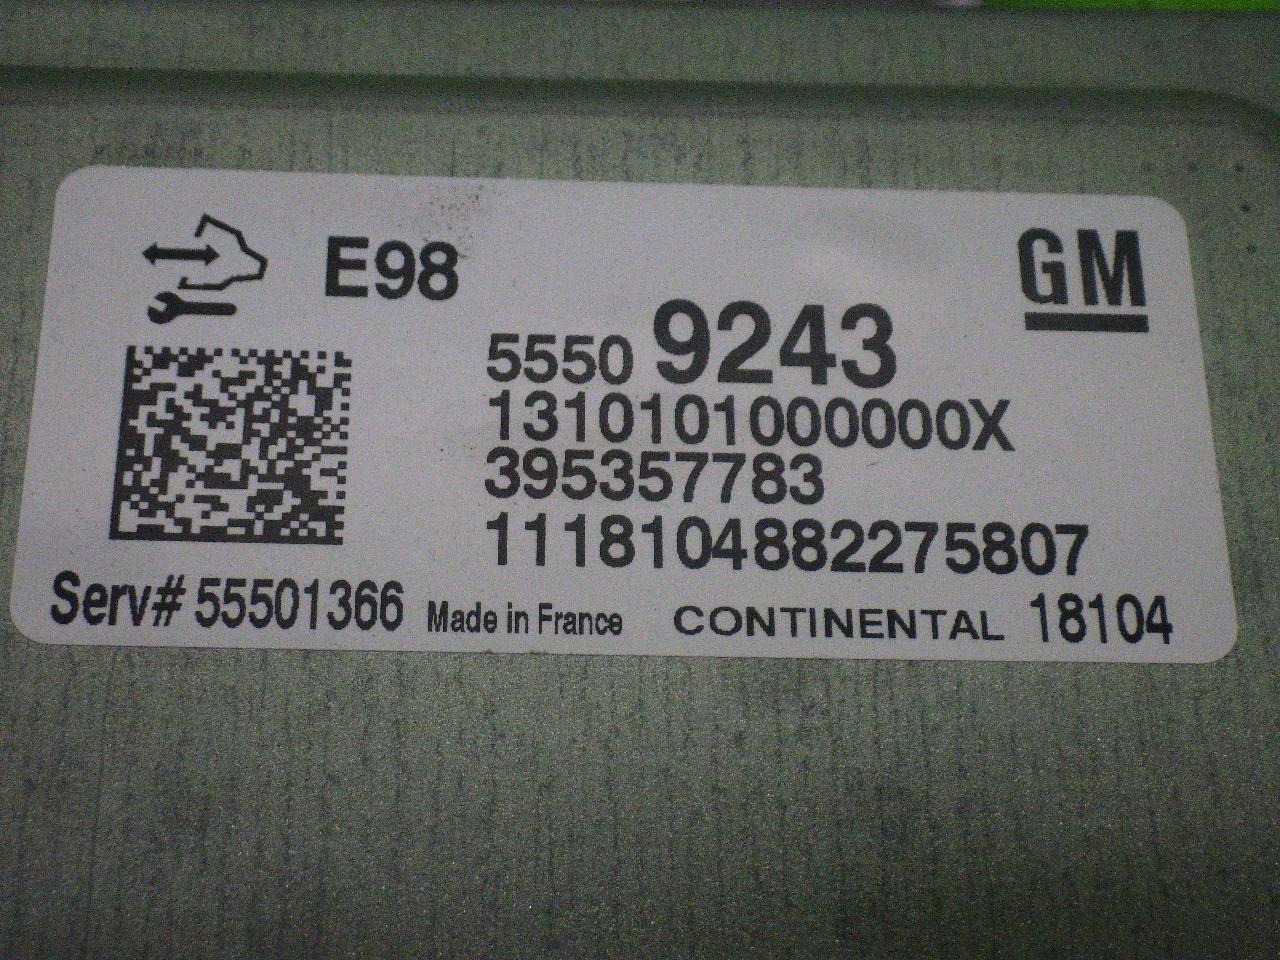 E98
GM
5550 9243
1310101000000X
395357783
1118104882275807
Serv# 55501366 Made in France CONTINENTAL 18104